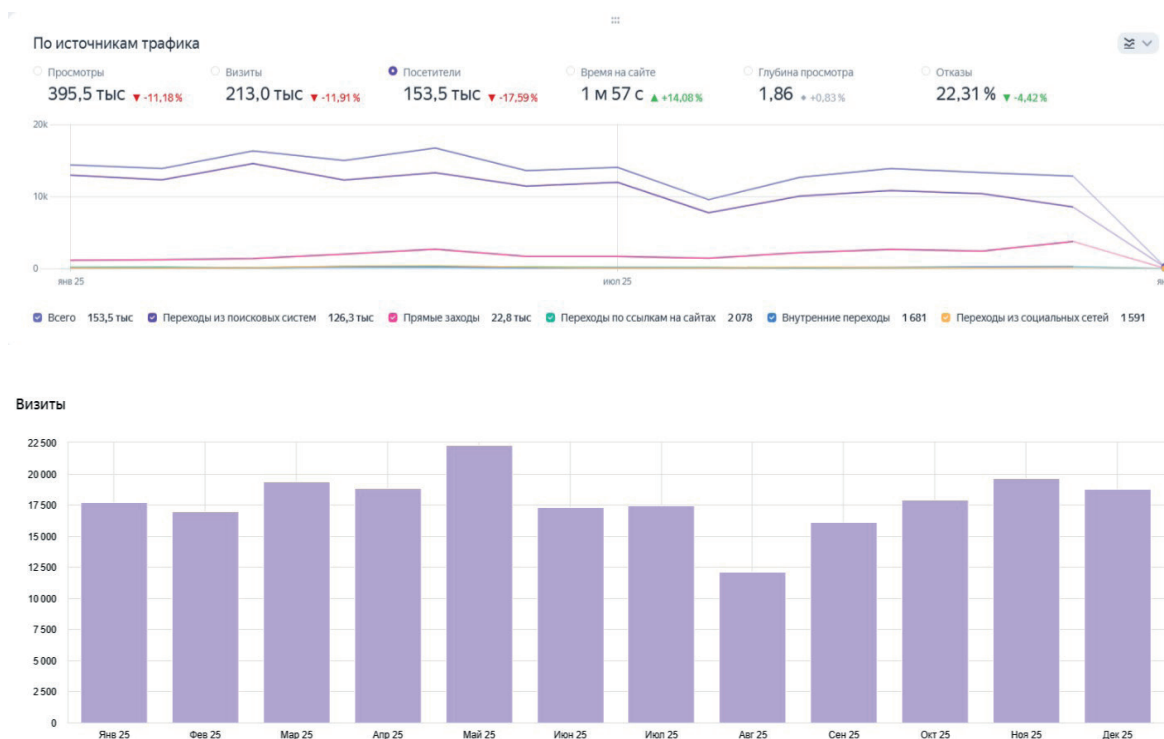 По источникам трафика
Просмотры Визиты Посетители Время на сайте Глубина просмотра Отказы
395,5 тыс ▼ -11,18 % 213,0 тыс ▼ -11,91 % 153,5 тыс ▼ -17,59 % 1 м 57 с ▲ +14,08 % 1,86 +0,83 % 22,31 % ▼ -4,42 %
20k
10k
0
янв 25 июл 25
Всего 153,5 тыс Переходы из поисковых систем 126,3 тыс Прямые заходы 22,8 тыс Переходы по ссылкам на сайтах 2 078 Внутренние переходы 1 681 Переходы из социальных сетей 1 591
Визиты
22 500
20 000
17 500
15 000
12 500
10 000
7 500
5 000
2 500
0
Янв 25 Фев 25 Мар 25 Апр 25 Май 25 Июн 25 Июл 25 Авг 25 Сен 25 Окт 25 Ноя 25 Дек 25